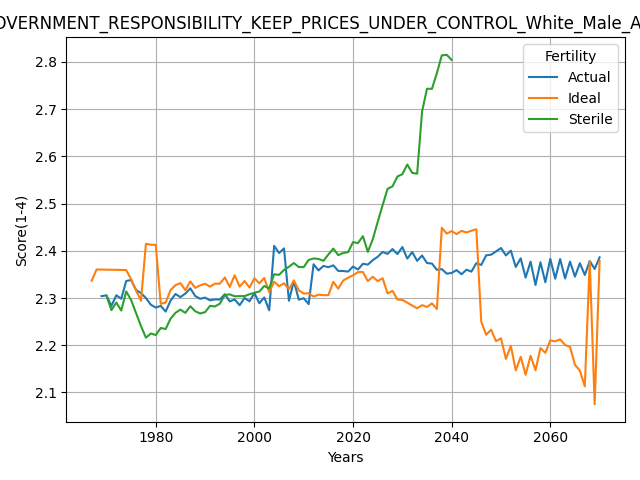 OVERNMENT_RESPONSIBILITY_KEEP_PRICES_UNDER_CONTROL_White_Male_A
Fertility
Actual
Ideal
Sterile
2.8
2.7
2.6
2.5
2.4
2.3
2.2
2.1
Score(1-4)
1980 2000 2020 2040 2060
Years